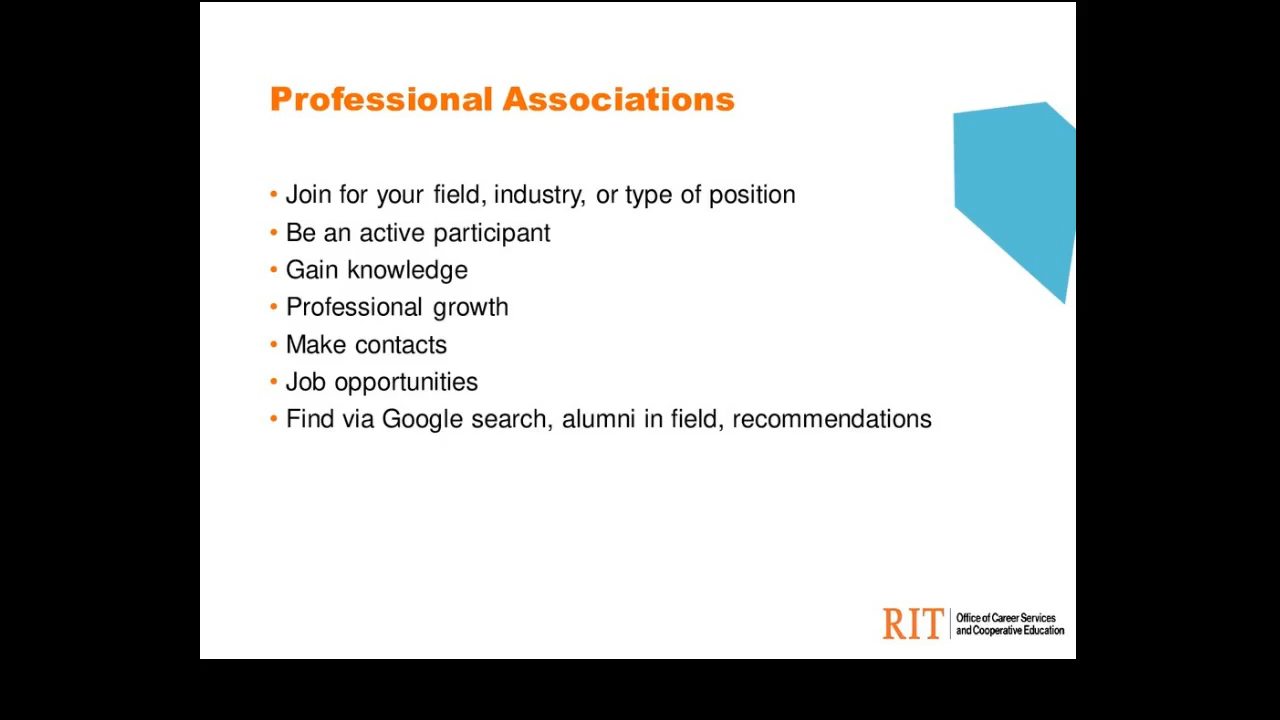 Professional Associations
• Join for your field, industry, or type of position
• Be an active participant
• Gain knowledge
• Professional growth
• Make contacts
• Job opportunities
• Find via Google search, alumni in field, recommendations
RIT
Office of Career Services
and Cooperative Education